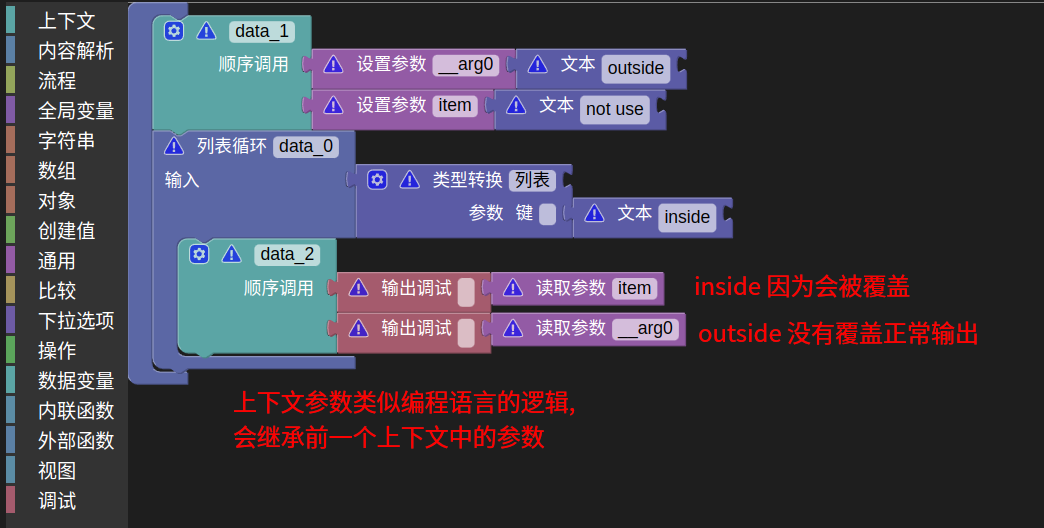 上下文
内容解析
流程
全局变量
字符串
数组
对象
创建值
通用
比较
下拉选项
操作
数据变量
内联函数
外部函数
视图
调试
data_1
顺序调用 设置参数 __arg0 文本 outside
设置参数 item 文本 not use
列表循环 data_0
输入 类型转换 列表
参数 键 文本 inside
data_2
顺序调用 输出调试 读取参数 item inside 因为会被覆盖
输出调试 读取参数 __arg0 outside 没有覆盖正常输出
上下文参数类似编程语言的逻辑,
会继承前一个上下文中的参数